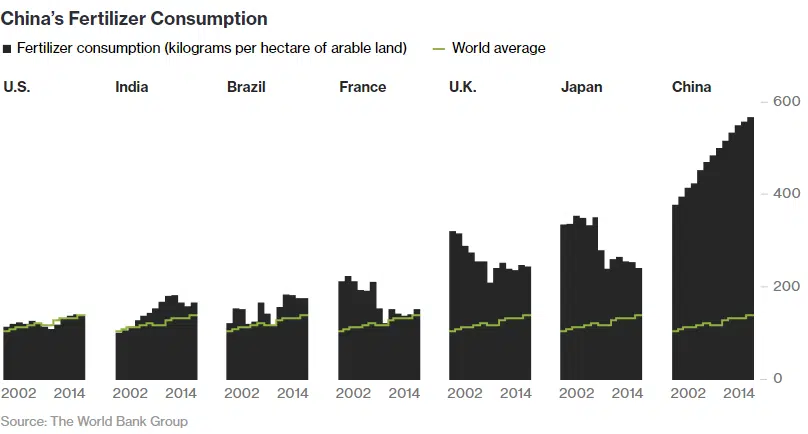 China's Fertilizer Consumption
Fertilizer consumption (kilograms per hectare of arable land) World average
U.S. India Brazil France U.K. Japan China
600
400
200
0
2002 2014 2002 2014 2002 2014 2002 2014 2002 2014 2002 2014 2002 2014
Source: The World Bank Group